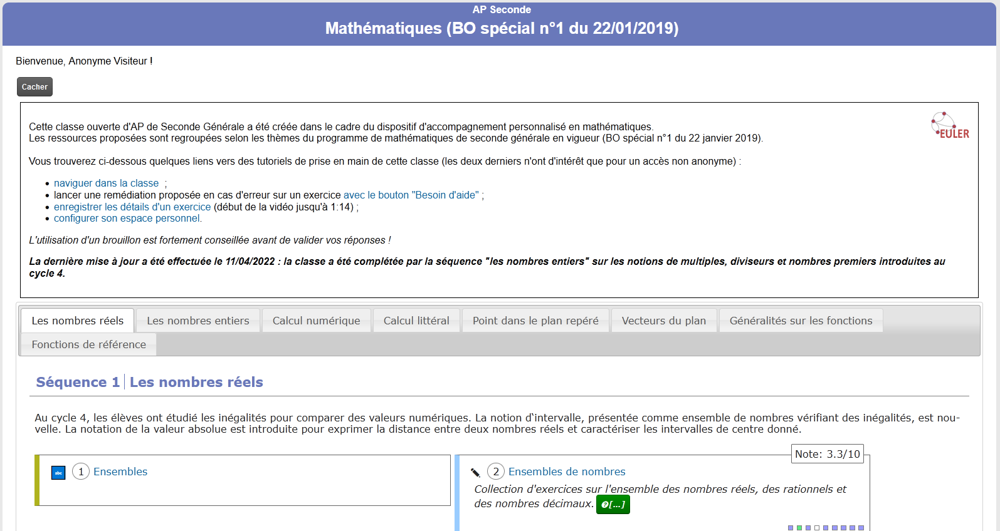 AP Seconde
Mathématiques (BO spécial n°1 du 22/01/2019)
Bienvenue, Anonyme Visiteur !
Cacher
EULER
Cette classe ouverte d'AP de Seconde Générale a été créée dans le cadre du dispositif d'accompagnement personnalisé en mathématiques.
Les ressources proposées sont regroupées selon les thèmes du programme de mathématiques de seconde générale en vigueur (BO spécial n°1 du 22 janvier 2019).
Vous trouverez ci-dessous quelques liens vers des tutoriels de prise en main de cette classe (les deux derniers n'ont d'intérêt que pour un accès non anonyme) :
• naviguer dans la classe ;
• lancer une remédiation proposée en cas d'erreur sur un exercice avec le bouton "Besoin d'aide" ;
• enregistrer les détails d'un exercice (début de la vidéo jusqu'à 1:14) ;
• configurer son espace personnel.
L'utilisation d'un brouillon est fortement conseillée avant de valider vos réponses !
La dernière mise à jour a été effectuée le 11/04/2022 : la classe a été complétée par la séquence "les nombres entiers" sur les notions de multiples, diviseurs et nombres premiers introduites au
cycle 4.
Les nombres réels
Les nombres entiers
Calcul numérique
Calcul littéral
Point dans le plan repéré
Vecteurs du plan
Généralités sur les fonctions
Fonctions de référence
Séquence 1 Les nombres réels
Au cycle 4, les élèves ont étudié les inégalités pour comparer des valeurs numériques. La notion d‛intervalle, présentée comme ensemble de nombres vérifiant des inégalités, est nou-
velle. La notation de la valeur absolue est introduite pour exprimer la distance entre deux nombres réels et caractériser les intervalles de centre donné.
abc 1 Ensembles
Note: 3.3/10
2 Ensembles de nombres
Collection d'exercices sur l'ensemble des nombres réels, des rationnels et
des nombres décimaux. ?[...]